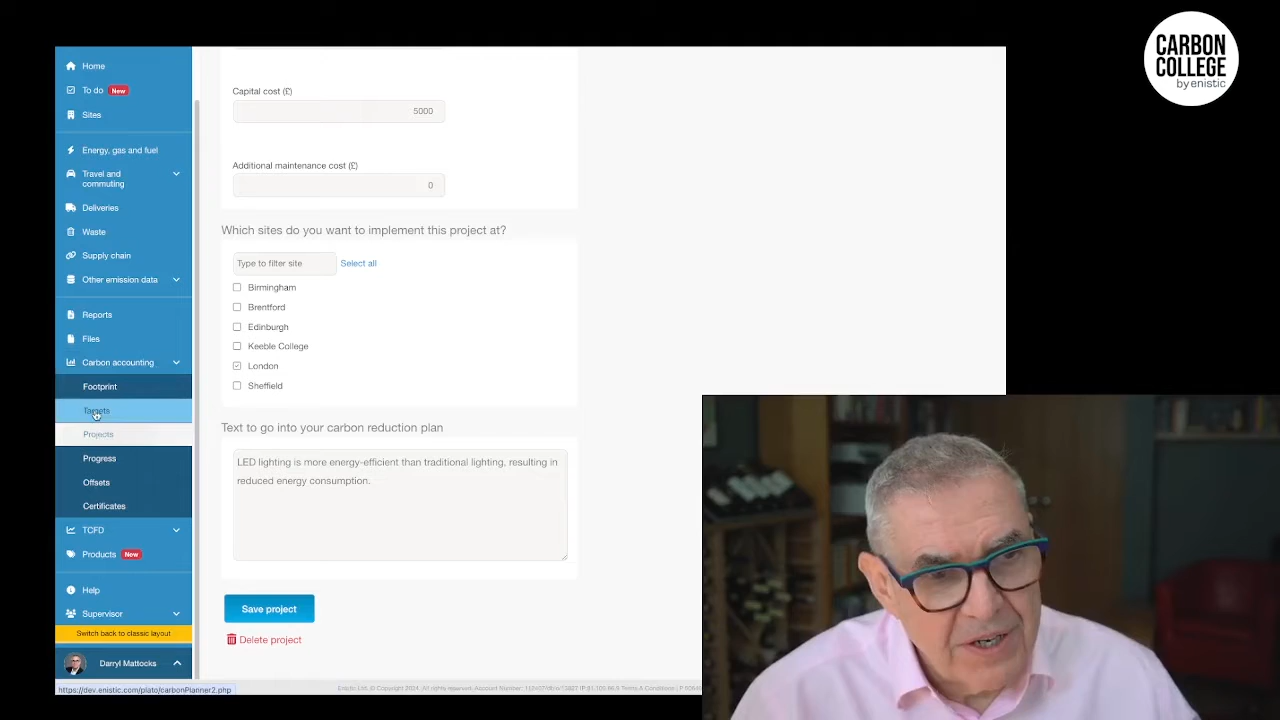 CARBON
COLLEGE
by enistic
Home
To do New
Sites
Energy, gas and fuel
Travel and
commuting
Deliveries
Waste
Supply chain
Other emission data
Reports
Files
Carbon accounting
Footprint
Targets
Projects
Progress
Offsets
Certificates
TCFD
Products New
Help
Supervisor
Switch back to classic layout
Darryl Mattocks
https://dev.enistic.com/plato/carbonPlanner2.php
Capital cost (£)
5000
Additional maintenance cost (£)
0
Which sites do you want to implement this project at?
Type to filter site
Select all
Birmingham
Brentford
Edinburgh
Keeble College
London
Sheffield
Text to go into your carbon reduction plan
LED lighting is more energy-efficient than traditional lighting, resulting in
reduced energy consumption.
Save project
Delete project